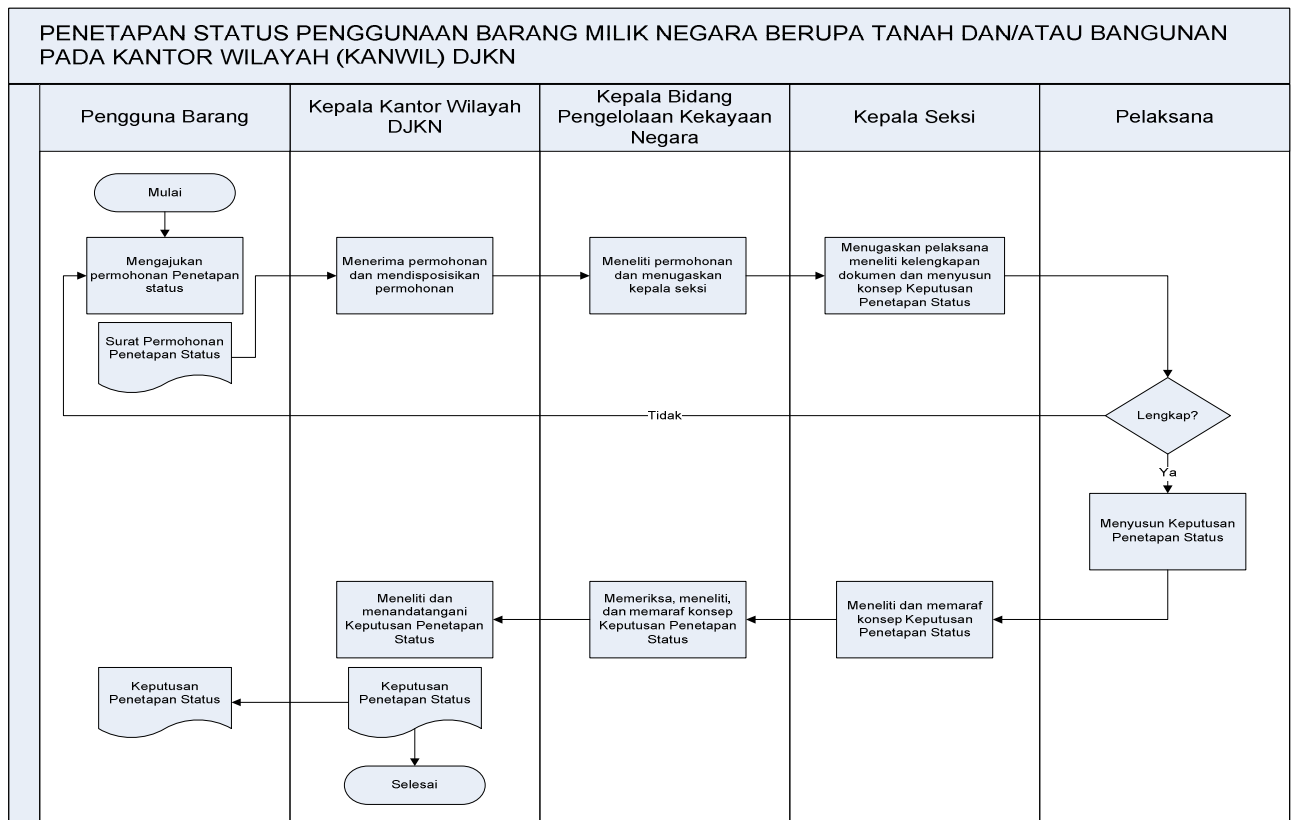 PENETAPAN STATUS PENGGUNAAN BARANG MILIK NEGARA BERUPA TANAH DAN/ATAU BANGUNAN
PADA KANTOR WILAYAH (KANWIL) DJKN
Pengguna Barang
Kepala Kantor Wilayah
DJKN
Kepala Bidang
Pengelolaan Kekayaan
Negara
Kepala Seksi
Pelaksana
Mulai
Mengajukan
permohonan Penetapan
status
Menerima permohonan
dan mendisposisikan
permohonan
Meneliti permohonan
dan menugaskan
kepala seksi
Menugaskan pelaksana
meneliti kelengkapan
dokumen dan menyusun
konsep Keputusan
Penetapan Status
Surat Permohonan
Penetapan Status
Lengkap?
Tidak
Ya
Menyusun Keputusan
Penetapan Status
Meneliti dan memaraf
konsep Keputusan
Penetapan Status
Memeriksa, meneliti,
dan memaraf konsep
Keputusan Penetapan
Status
Meneliti dan
menandatangani
Keputusan Penetapan
Status
Keputusan
Penetapan Status
Keputusan
Penetapan Status
Selesai